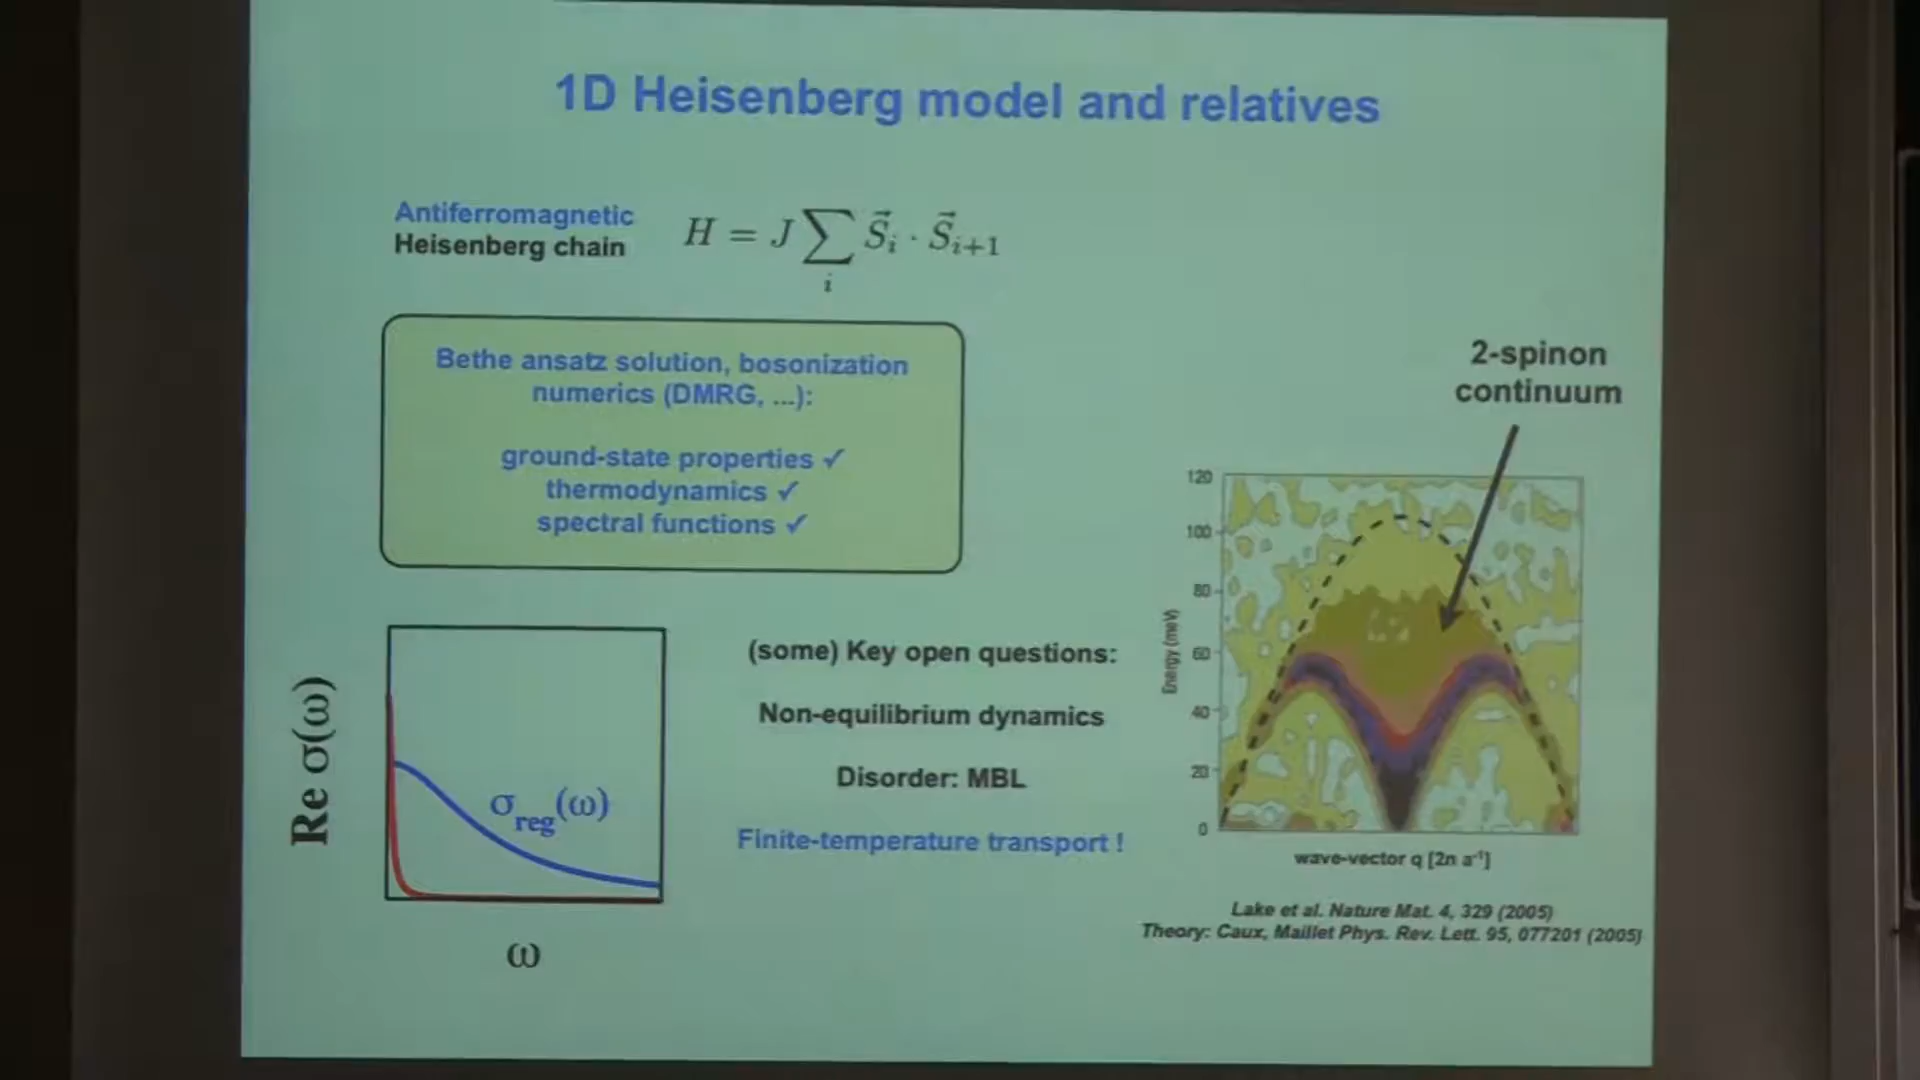 1D Heisenberg model and relatives
Antiferromagnetic
Heisenberg chain
H = J ∑ S⃗i · S⃗i+1
i
Bethe ansatz solution, bosonization
numerics (DMRG, ...):
ground-state properties ✓
thermodynamics ✓
spectral functions ✓
2-spinon
continuum
120
100
80
60
40
20
0
Energy (meV)
wave-vector q [2π a⁻¹]
Lake et al. Nature Mat. 4, 329 (2005)
Theory: Caux, Maillet Phys. Rev. Lett. 95, 077201 (2005)
(some) Key open questions:
Non-equilibrium dynamics
Disorder: MBL
Finite-temperature transport !
Re σ(ω)
σreg(ω)
ω